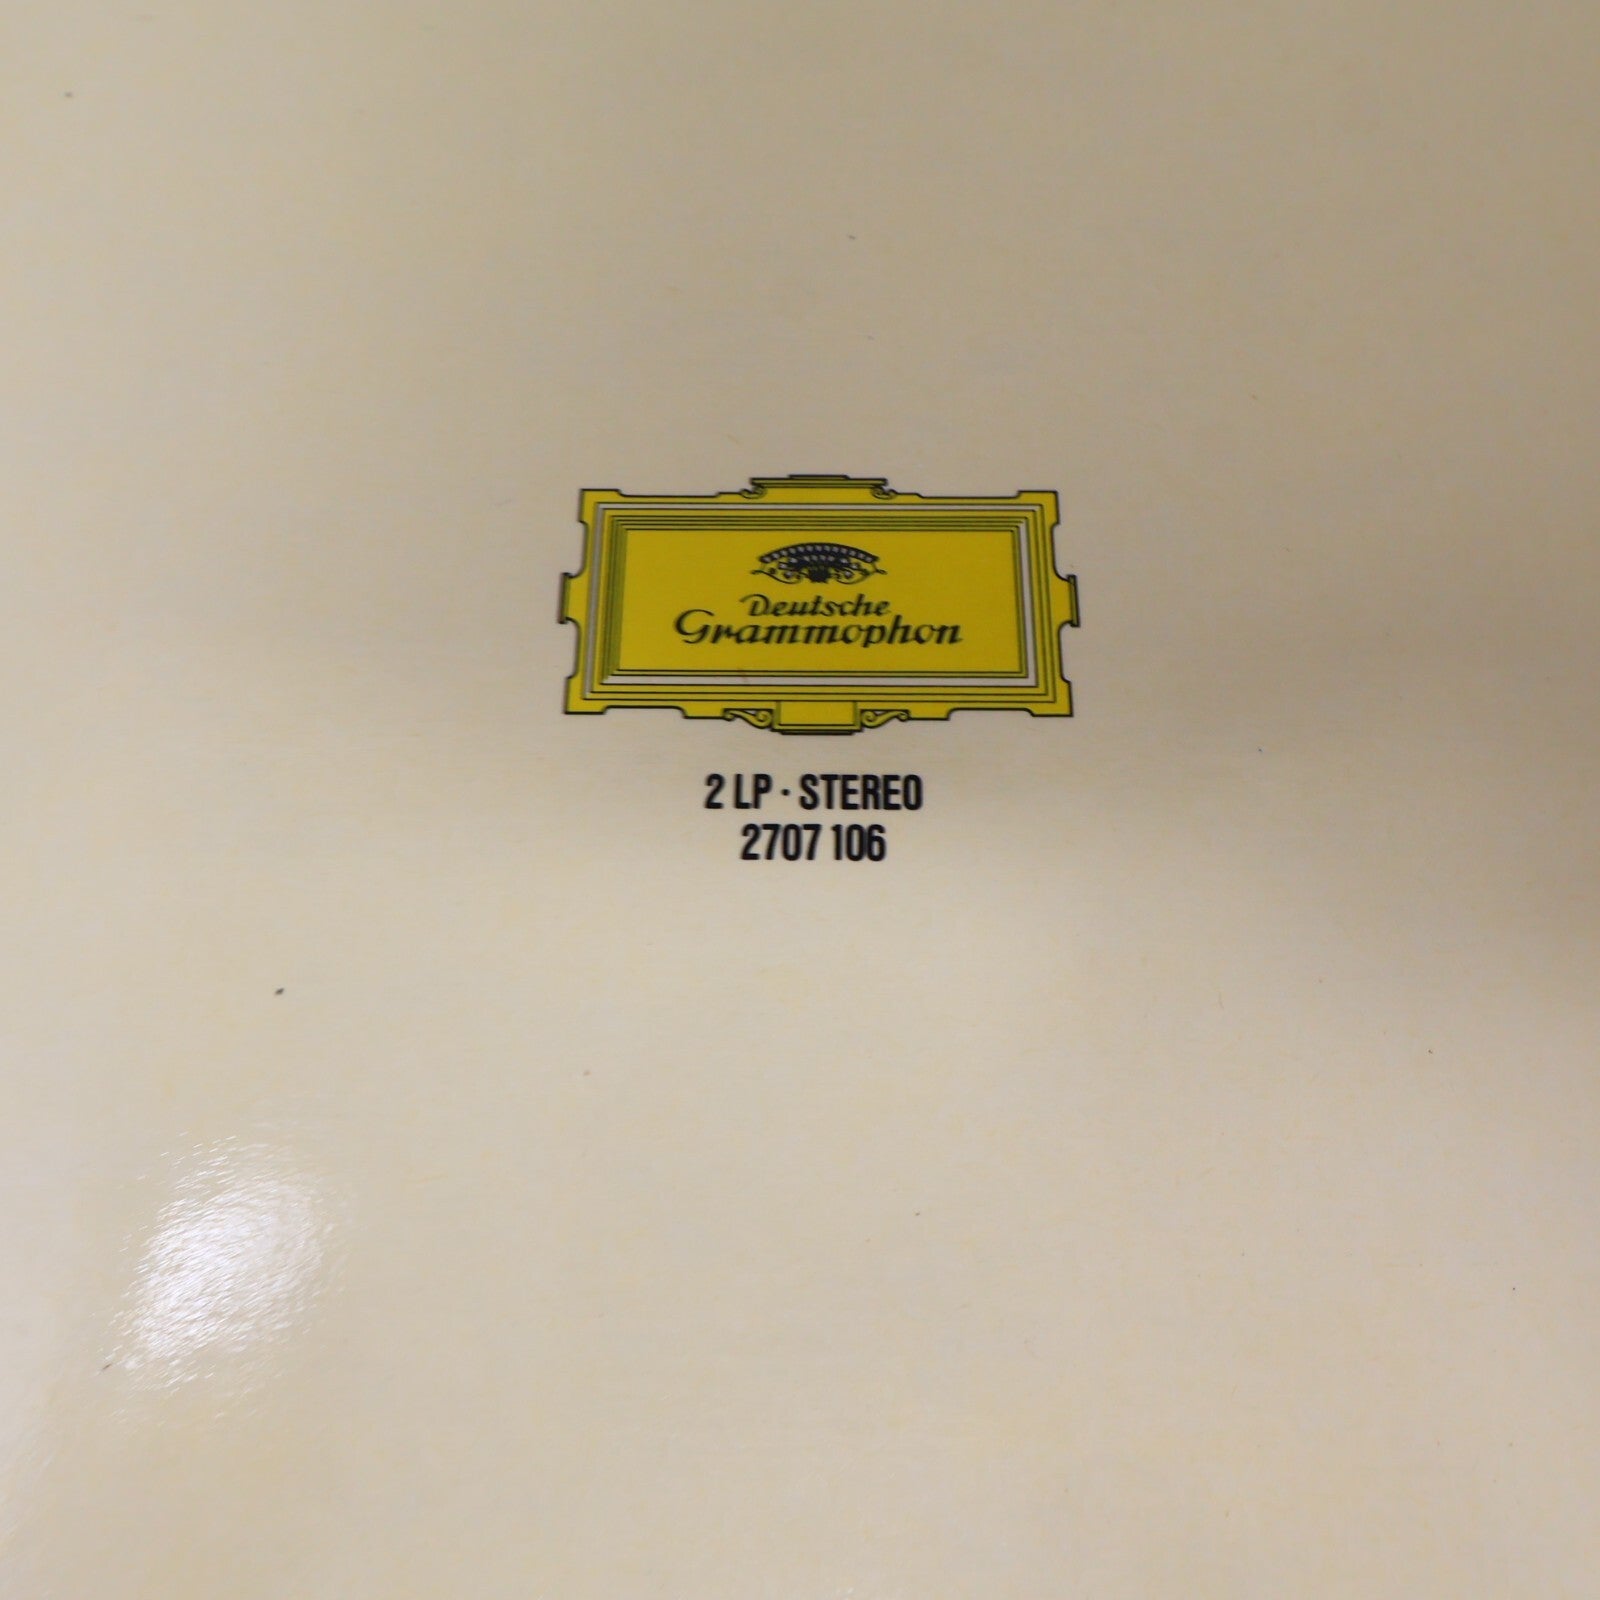 Deutsche
Grammophon
2 LP · STEREO
2707 106